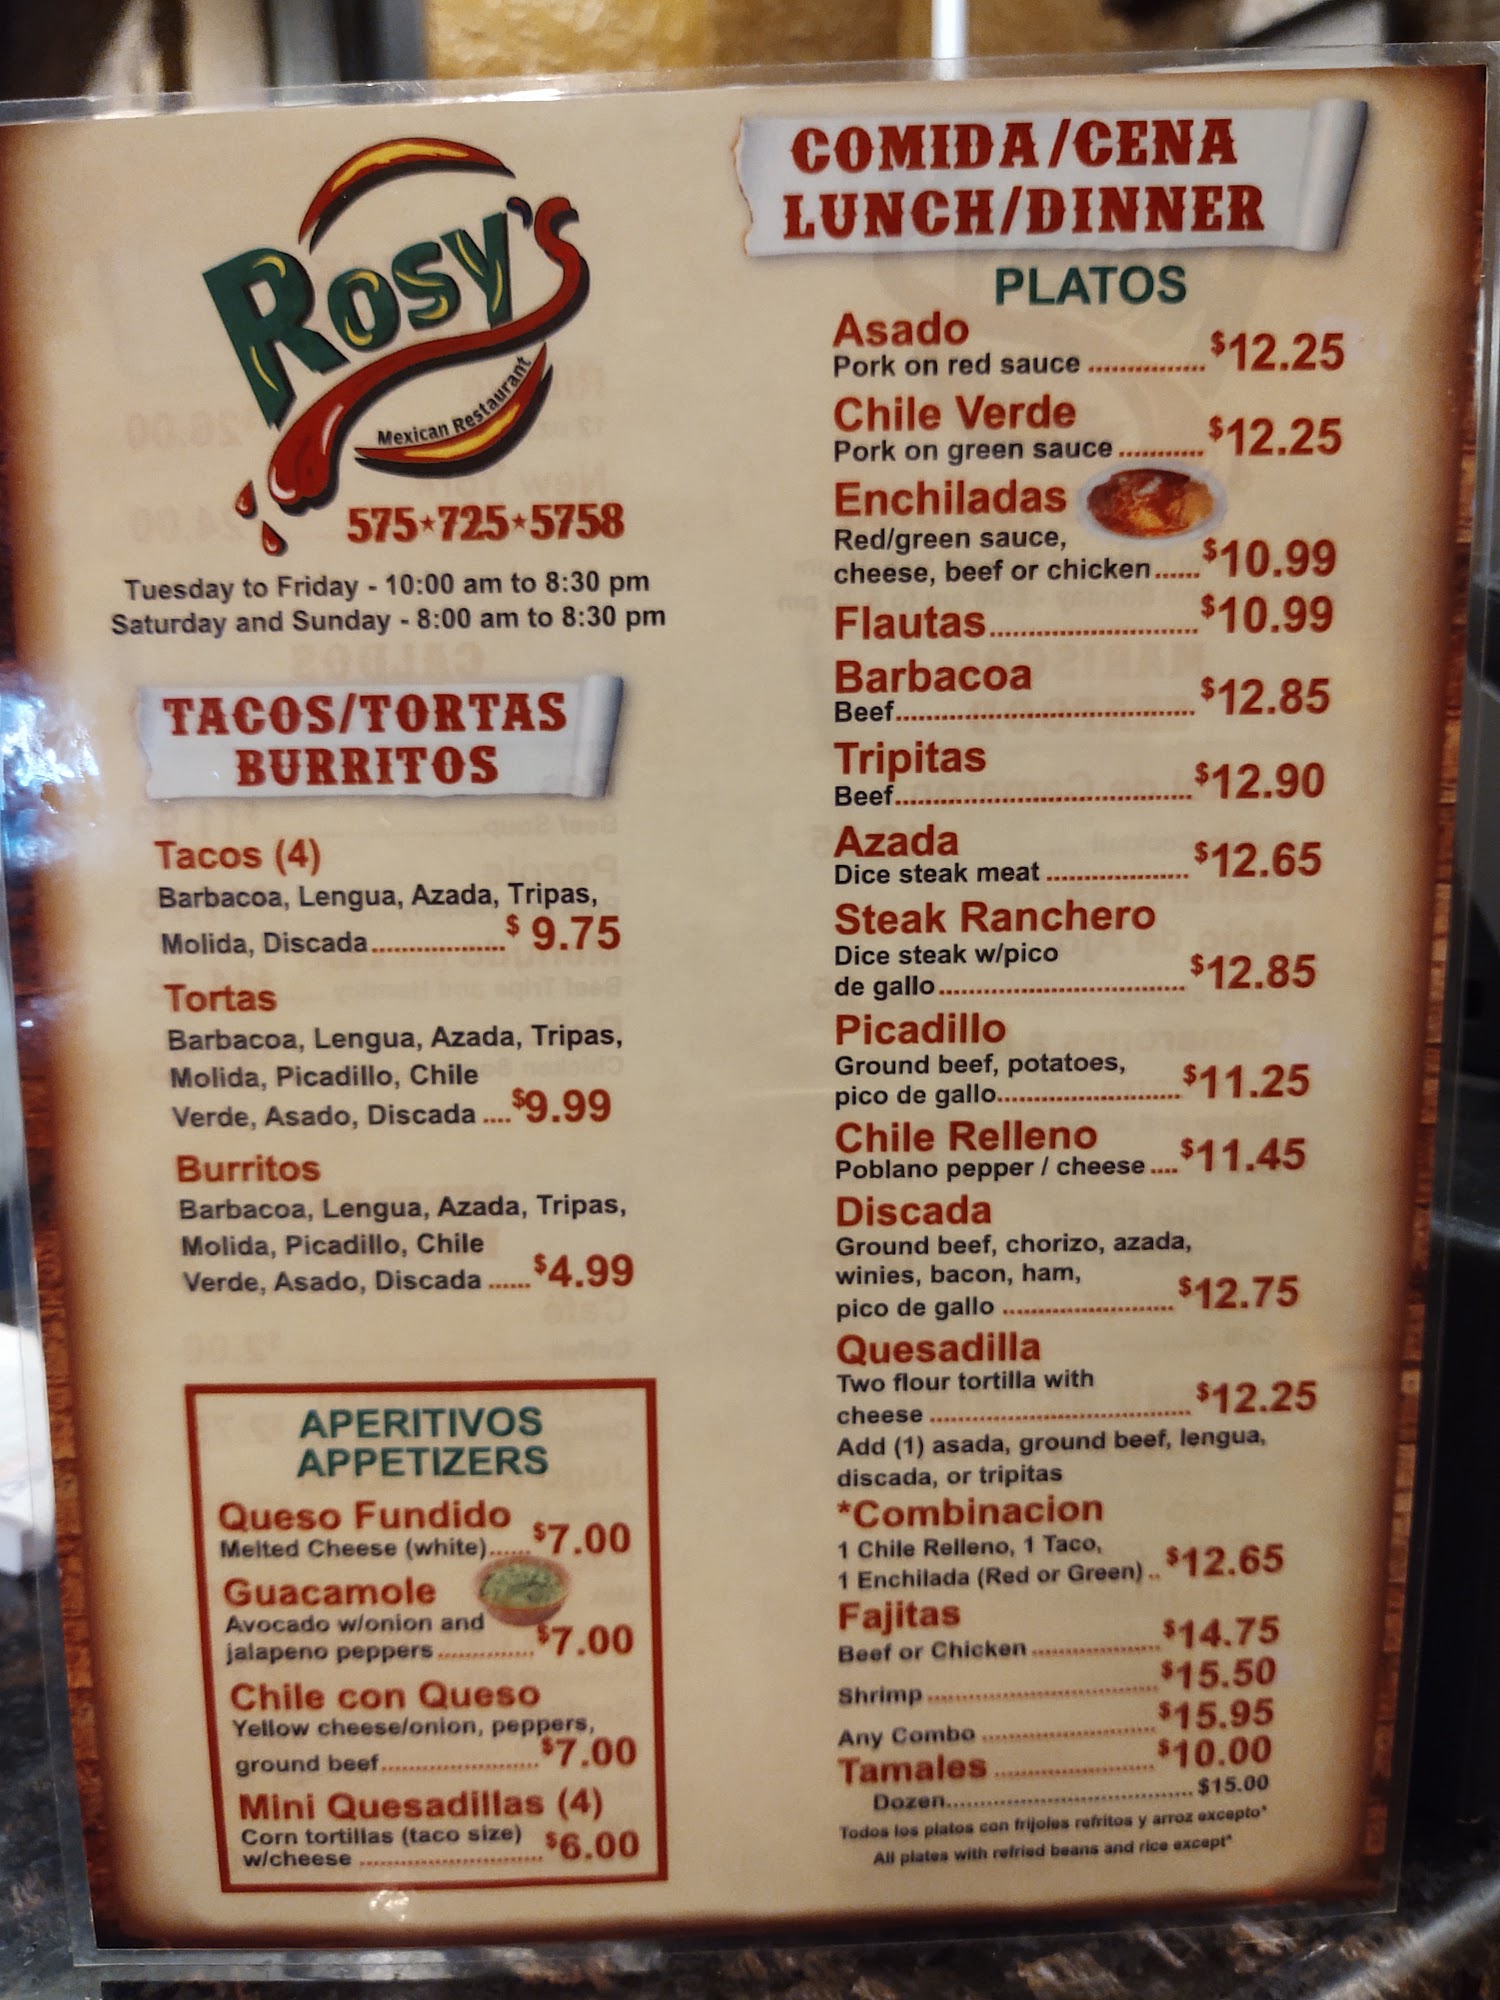 Rosy's
Mexican Restaurant
575★725★5758
Tuesday to Friday - 10:00 am to 8:30 pm
Saturday and Sunday - 8:00 am to 8:30 pm
TACOS/TORTAS
BURRITOS
Tacos (4)
Barbacoa, Lengua, Azada, Tripas,
Molida, Discada.................$ 9.75
Tortas
Barbacoa, Lengua, Azada, Tripas,
Molida, Picadillo, Chile
Verde, Asado, Discada ....$9.99
Burritos
Barbacoa, Lengua, Azada, Tripas,
Molida, Picadillo, Chile
Verde, Asado, Discada ......$4.99
APERITIVOS
APPETIZERS
Queso Fundido
Melted Cheese (white)......$7.00
Guacamole
Avocado w/onion and
jalapeno peppers ..............$7.00
Chile con Queso
Yellow cheese/onion, peppers,
ground beef.......................$7.00
Mini Quesadillas (4)
Corn tortillas (taco size) $6.00
w/cheese ...........................
COMIDA/CENA
LUNCH/DINNER
PLATOS
Asado
Pork on red sauce ...............$12.25
Chile Verde
Pork on green sauce ...........$12.25
Enchiladas
Red/green sauce,
cheese, beef or chicken......$10.99
Flautas...........................$10.99
Barbacoa
Beef......................................$12.85
Tripitas
Beef......................................$12.90
Azada
Dice steak meat ..................$12.65
Steak Ranchero
Dice steak w/pico
de gallo................................$12.85
Picadillo
Ground beef, potatoes,
pico de gallo........................$11.25
Chile Relleno
Poblano pepper / cheese ....$11.45
Discada
Ground beef, chorizo, azada,
winies, bacon, ham,
pico de gallo .......................$12.75
Quesadilla
Two flour tortilla with
cheese ..................................$12.25
Add (1) asada, ground beef, lengua,
discada, or tripitas
*Combinacion
1 Chile Relleno, 1 Taco,
1 Enchilada (Red or Green) ..$12.65
Fajitas
Beef or Chicken .................$14.75
Shrimp ..............................$15.50
Any Combo .......................$15.95
Tamales .....................$10.00
Dozen...................................$15.00
Todos los platos con frijoles refritos y arroz excepto*
All plates with refried beans and rice except*